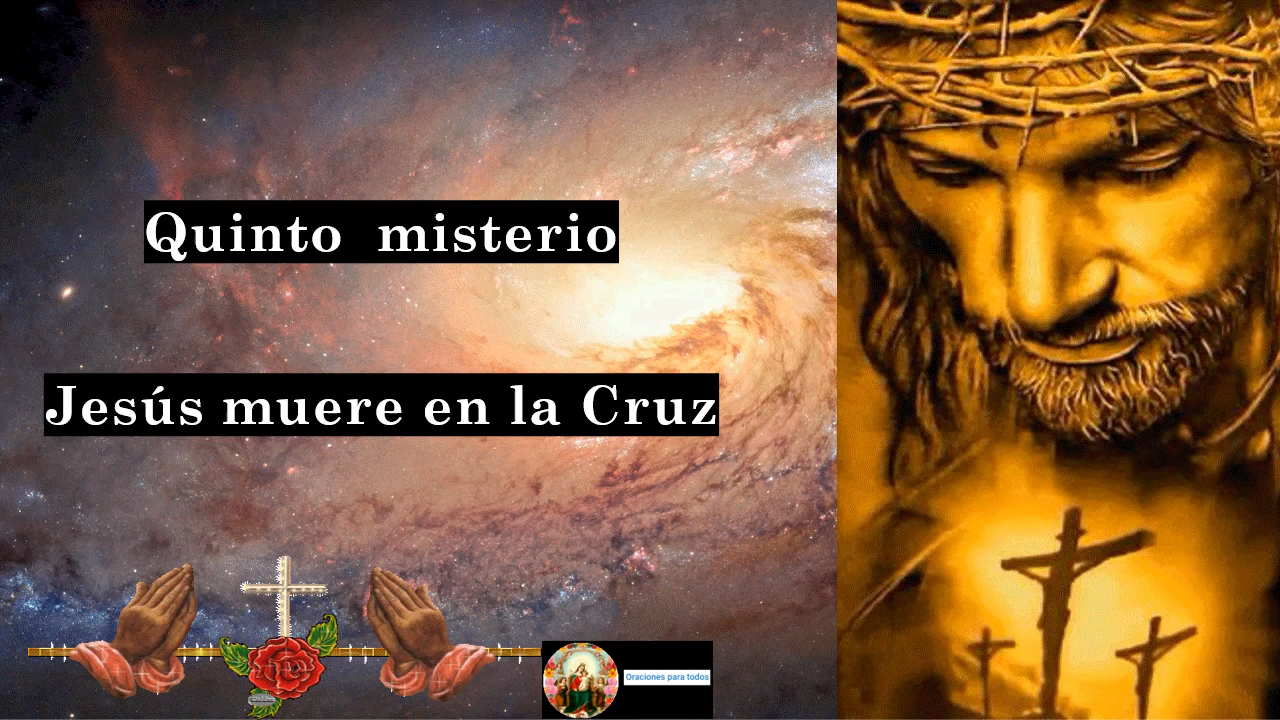 Quinto misterio
Jesús muere en la Cruz
Oraciones para todos